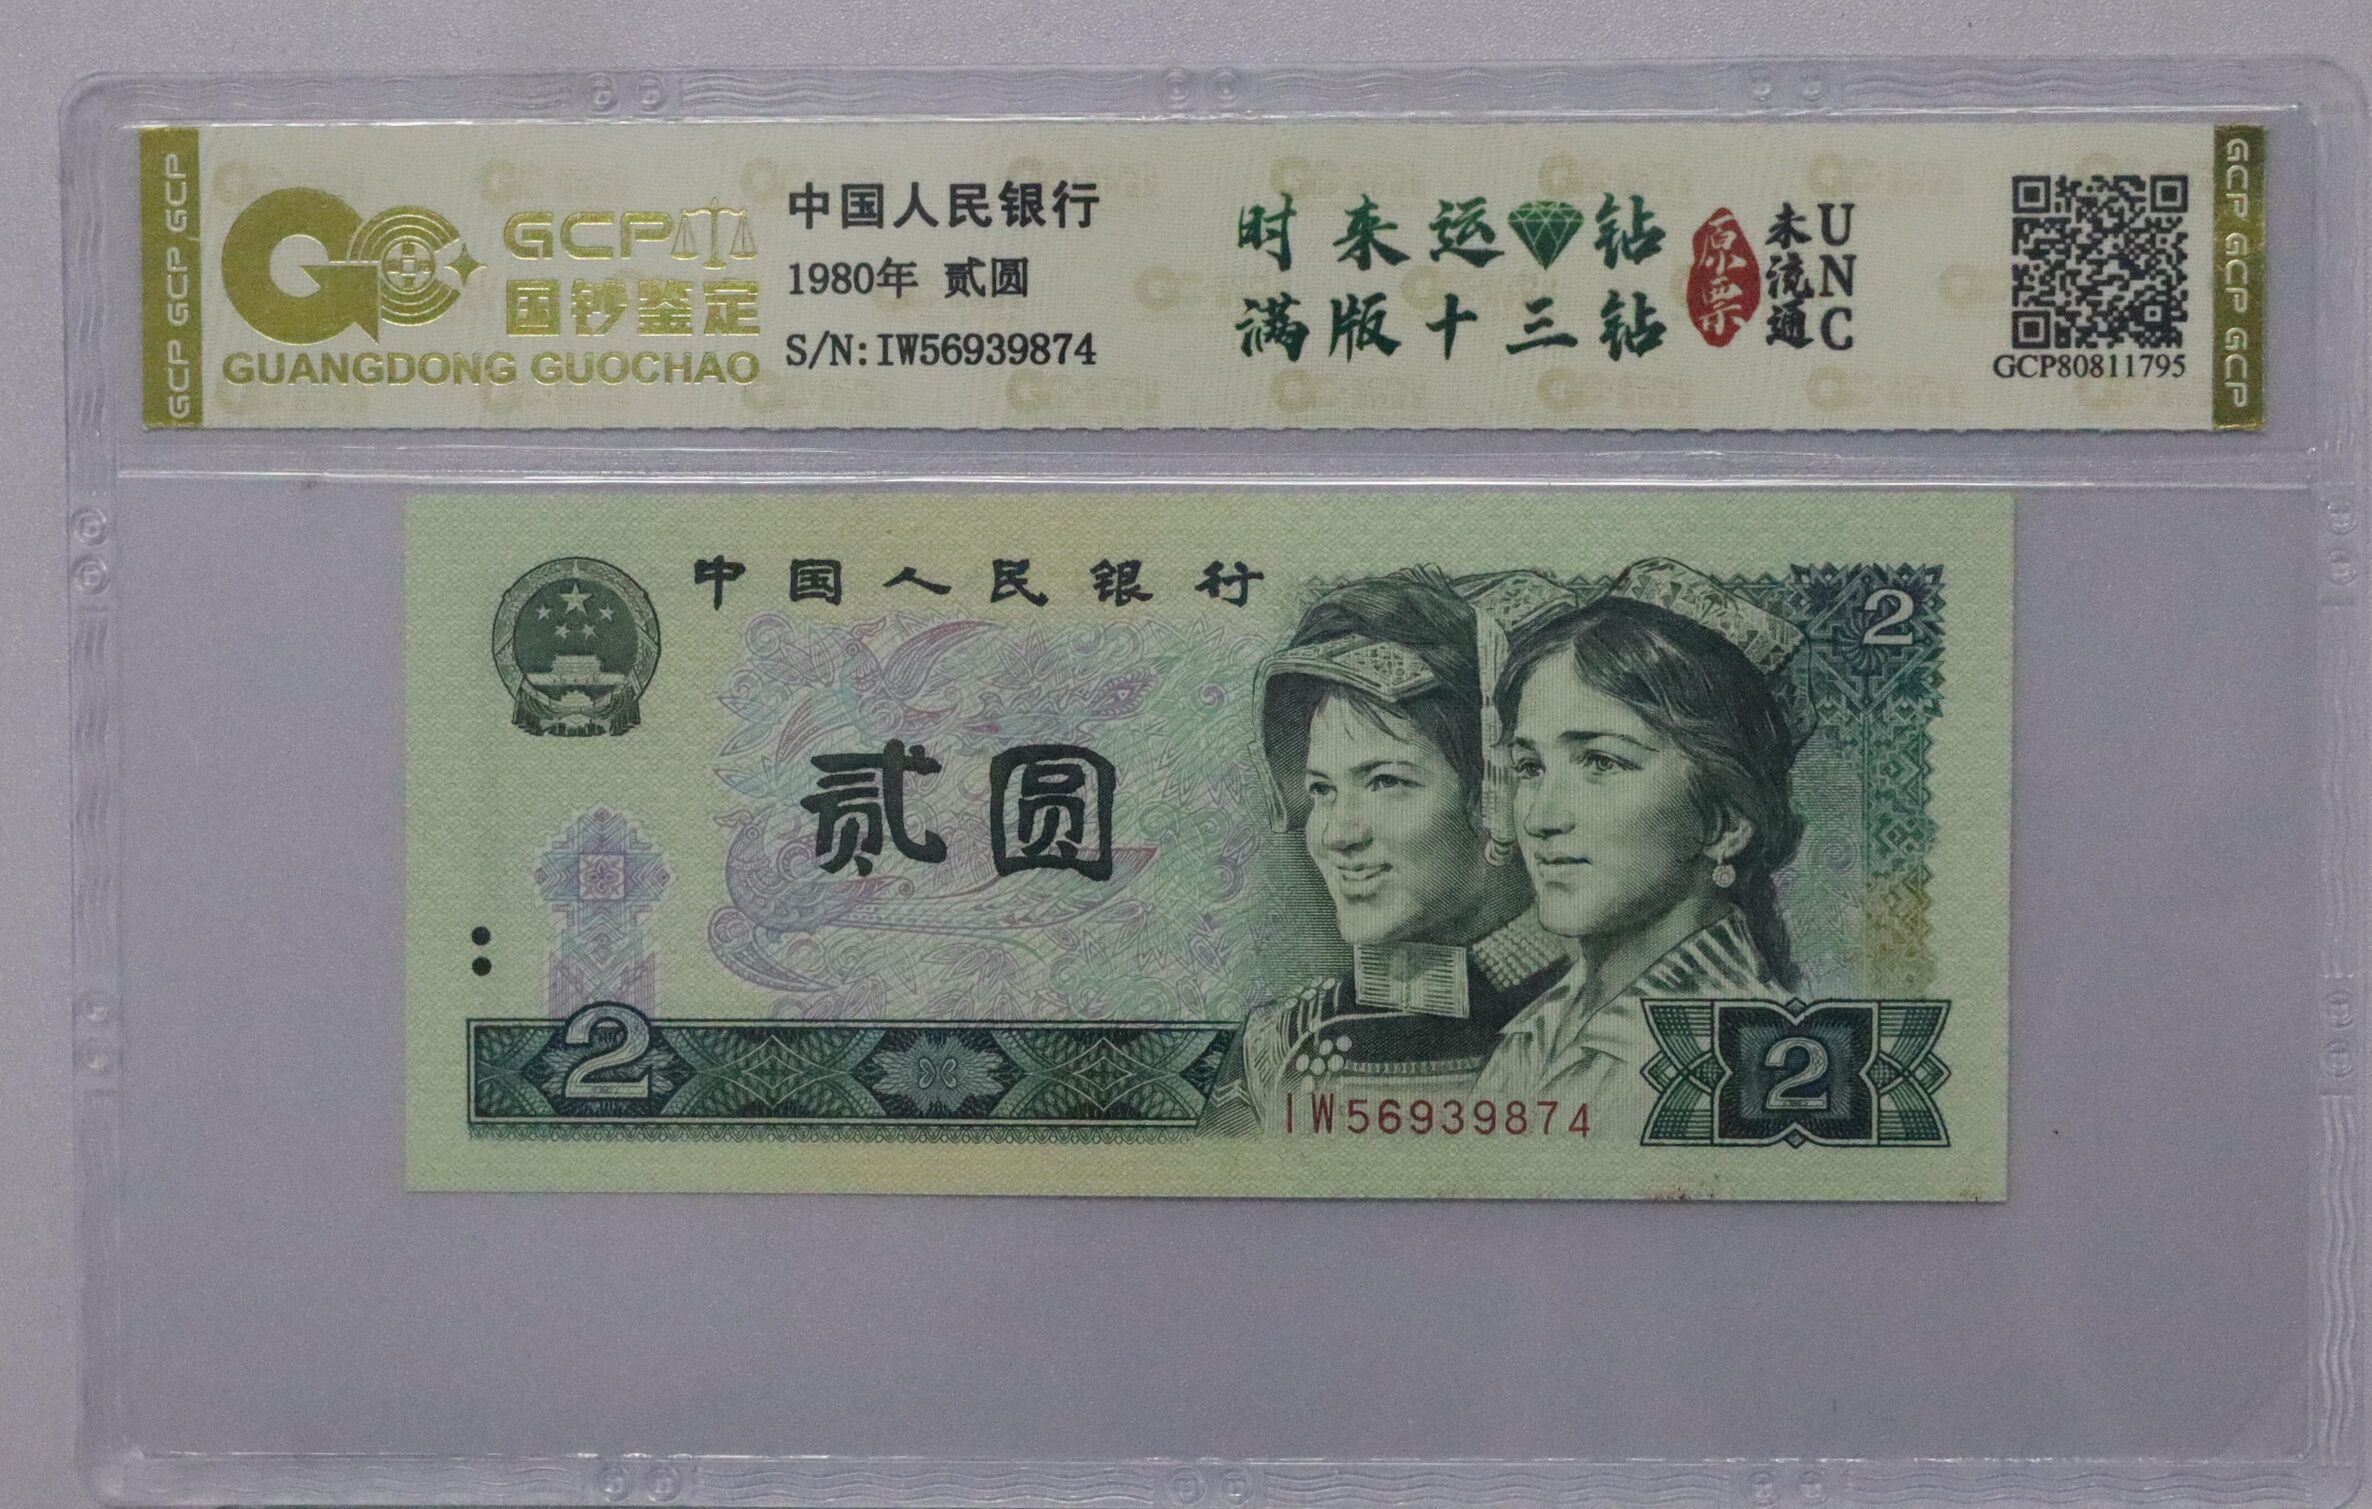 GCP GCP GCP
GCP
国钞鉴定
GUANGDONG GUOCHAO
中国人民银行
1980年 贰圆
S/N:IW56939874
时来运钻
满版十三钻
原票
未流通
UNC
GCP80811795
GCP GCP GCP
中国人民银行
2
贰圆
2
2
IW56939874